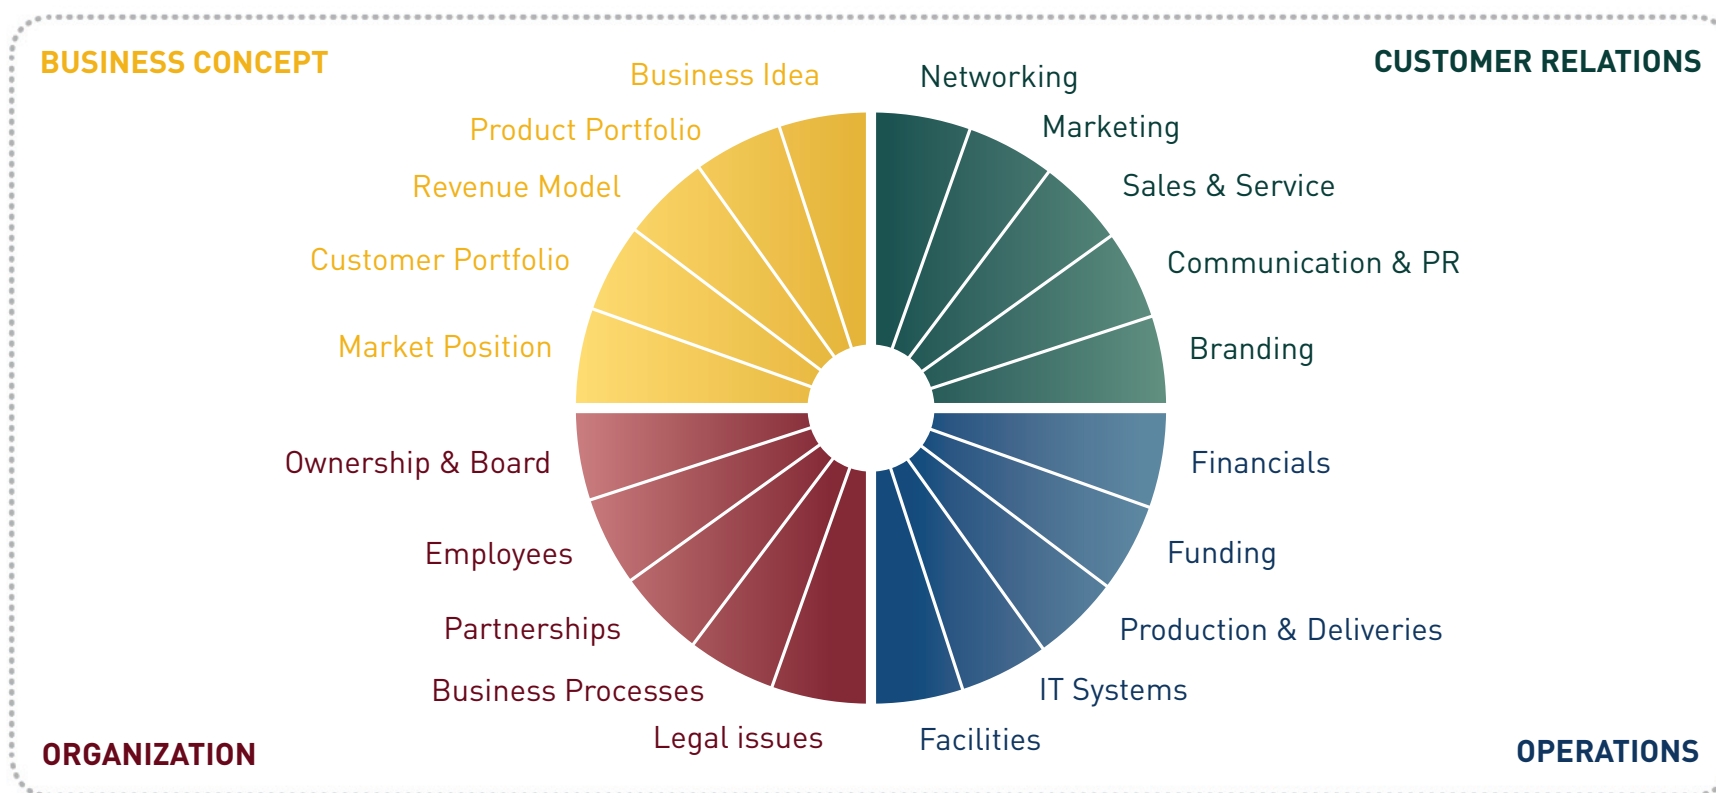 BUSINESS CONCEPT
Business Idea
Product Portfolio
Revenue Model
Customer Portfolio
Market Position
CUSTOMER RELATIONS
Networking
Marketing
Sales & Service
Communication & PR
Branding
Ownership & Board
Employees
Partnerships
Business Processes
Legal issues
ORGANIZATION
Financials
Funding
Production & Deliveries
IT Systems
Facilities
OPERATIONS